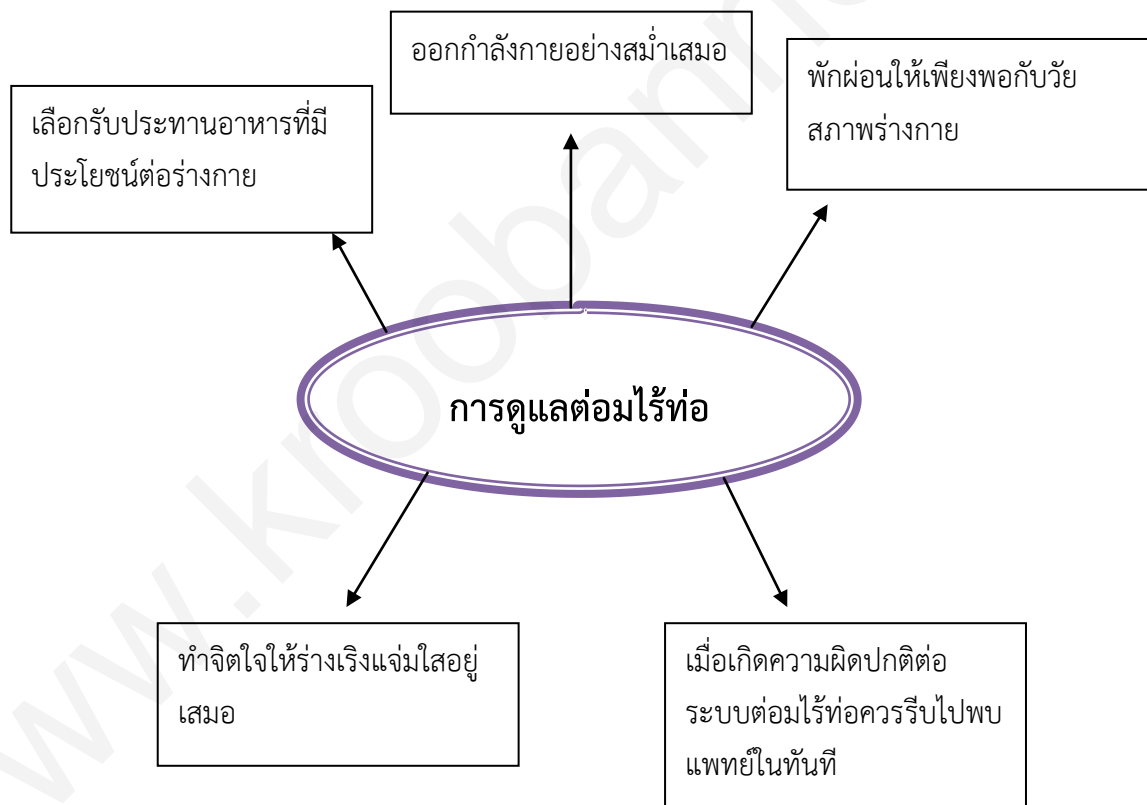 ออกกำลังกายอย่างสม่ำเสมอ
พักผ่อนให้เพียงพอกับวัย
สภาพร่างกาย
เลือกรับประทานอาหารที่มี
ประโยชน์ต่อร่างกาย
การดูแลต่อมไร้ท่อ
ทำจิตใจให้ร่างเริงแจ่มใสอยู่
เสมอ
เมื่อเกิดความผิดปกติต่อ
ระบบต่อมไร้ท่อควรรีบไปพบ
แพทย์ในทันที